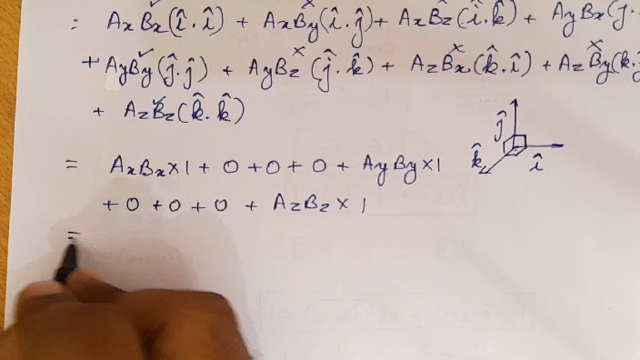 = AxBx(î.î) + AxBy(î.ĵ) + AxBz(î.k̂) + AyBx(ĵ.
+ AyBy(ĵ.ĵ) + AyBz(ĵ.k̂) + AzBx(k̂.î) + AzBy(k̂.
+ AzBz(k̂.k̂)
ĵ
k̂
î
= AxBx×1 + 0 + 0 + 0 + AyBy×1
+ 0 + 0 + 0 + AzBz×1
=